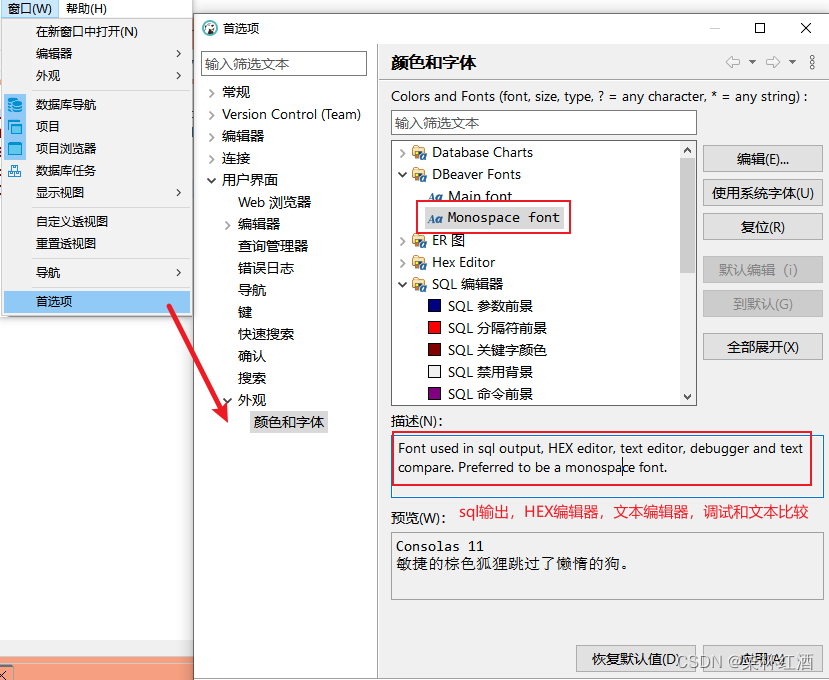 窗口(W) 帮助(H)
在新窗口中打开(N)
编辑器
外观
数据库导航
项目
项目浏览器
数据库任务
显示视图
自定义透视图
重置透视图
导航
首选项
首选项
输入筛选文本
常规
Version Control (Team)
编辑器
连接
用户界面
Web 浏览器
编辑器
查询管理器
错误日志
导航
键
快速搜索
确认
搜索
外观
颜色和字体
颜色和字体
Colors and Fonts (font, size, type, ? = any character, * = any string) :
输入筛选文本
Database Charts
DBeaver Fonts
Main font
Monospace font
ER 图
Hex Editor
SQL 编辑器
SQL 参数前景
SQL 分隔符前景
SQL 关键字颜色
SQL 禁用背景
SQL 命令前景
编辑(E)...
使用系统字体(U)
复位(R)
默认编辑（i）
到默认(G)
全部展开(X)
描述(N):
Font used in sql output, HEX editor, text editor, debugger and text
compare. Preferred to be a monospace font.
预览(W):
sql输出，HEX编辑器，文本编辑器，调试和文本比较
Consolas 11
敏捷的棕色狐狸跳过了懒惰的狗。
恢复默认值(D)
应用(A)